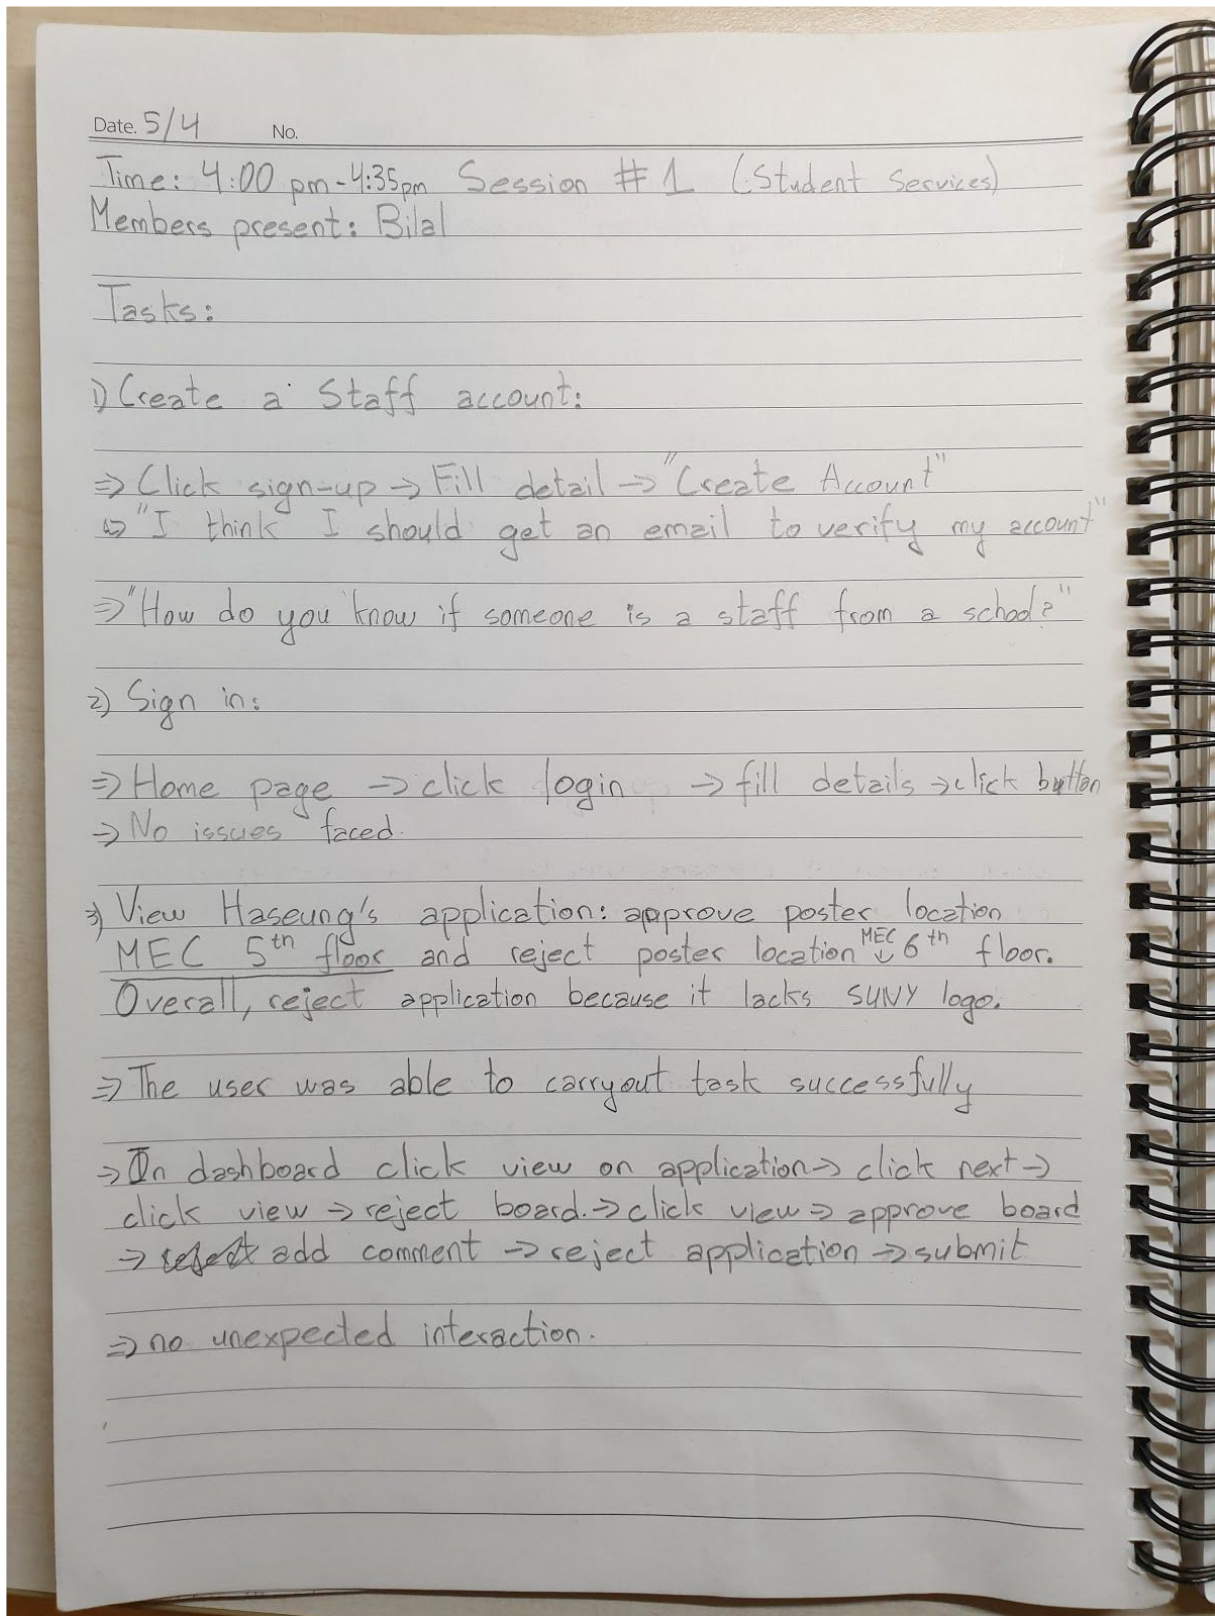 Date. 5/4 No.
Time: 4:00 pm-4:35pm Session #1 (Student Services)
Members present: Bilal
Tasks:
1) Create a Staff account:
⇒ Click sign-up → Fill detail → "Create Account"
↳ "I think I should get an email to verify my account"
⇒ "How do you know if someone is a staff from a school?"
2) Sign in:
⇒ Home page → click login → fill details → click button
⇒ No issues faced.
3) View Haseung's application: approve poster location
MEC 5th floor and reject poster location MEC ↓ 6th floor.
Overall, reject application because it lacks SUNY logo.
⇒ The user was able to carryout task successfully
→ In dashboard click view on application → click next →
click view → reject board. → click view ⇒ approve board
→ add comment → reject application → submit
⇒ no unexpected interaction.